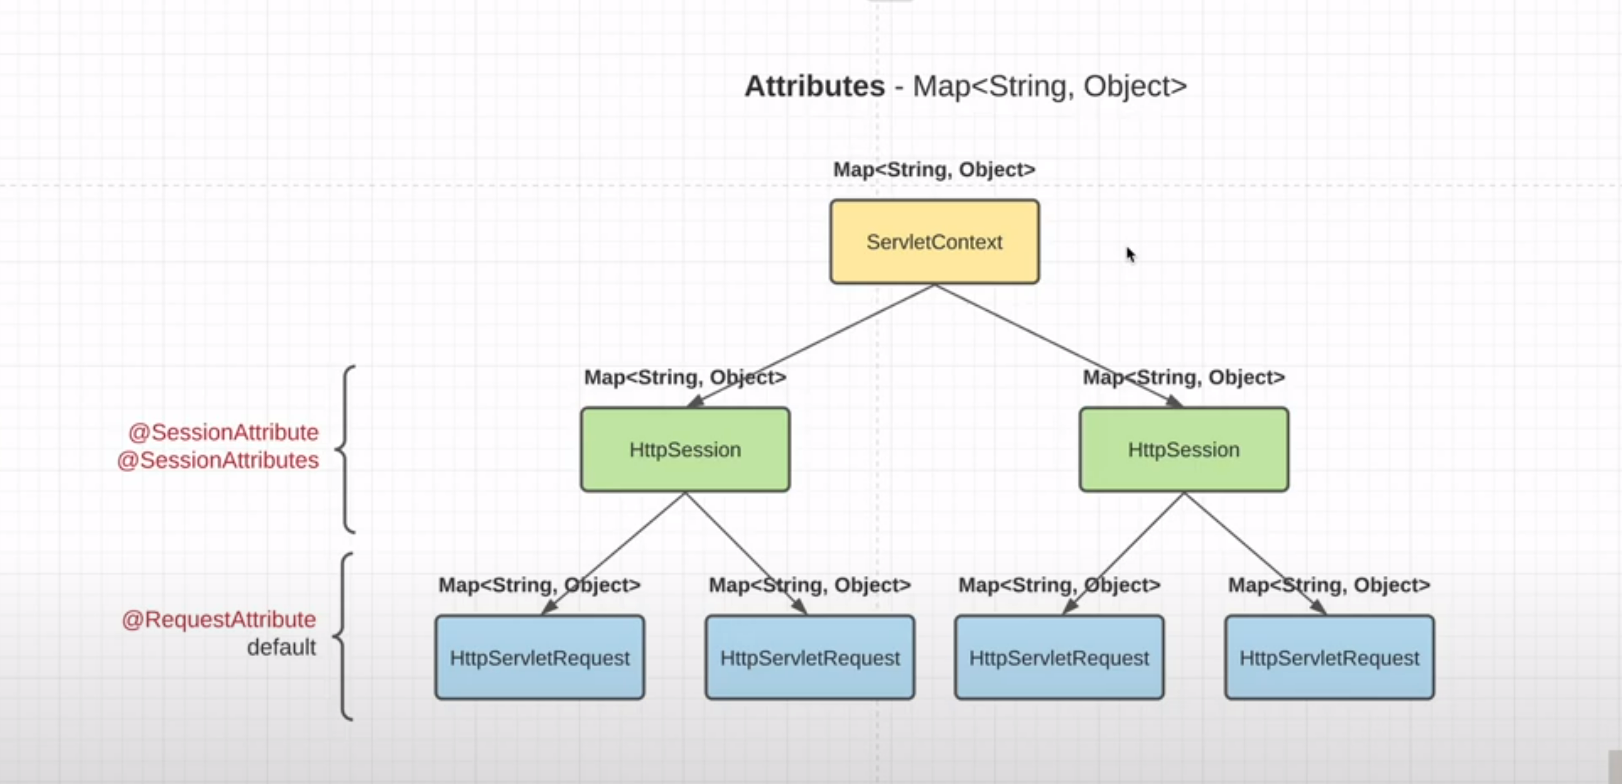 Attributes - Map<String, Object>
Map<String, Object>
ServletContext
Map<String, Object>
Map<String, Object>
@SessionAttribute
@SessionAttributes
HttpSession
HttpSession
Map<String, Object>
Map<String, Object>
Map<String, Object>
Map<String, Object>
@RequestAttribute
default
HttpServletRequest
HttpServletRequest
HttpServletRequest
HttpServletRequest